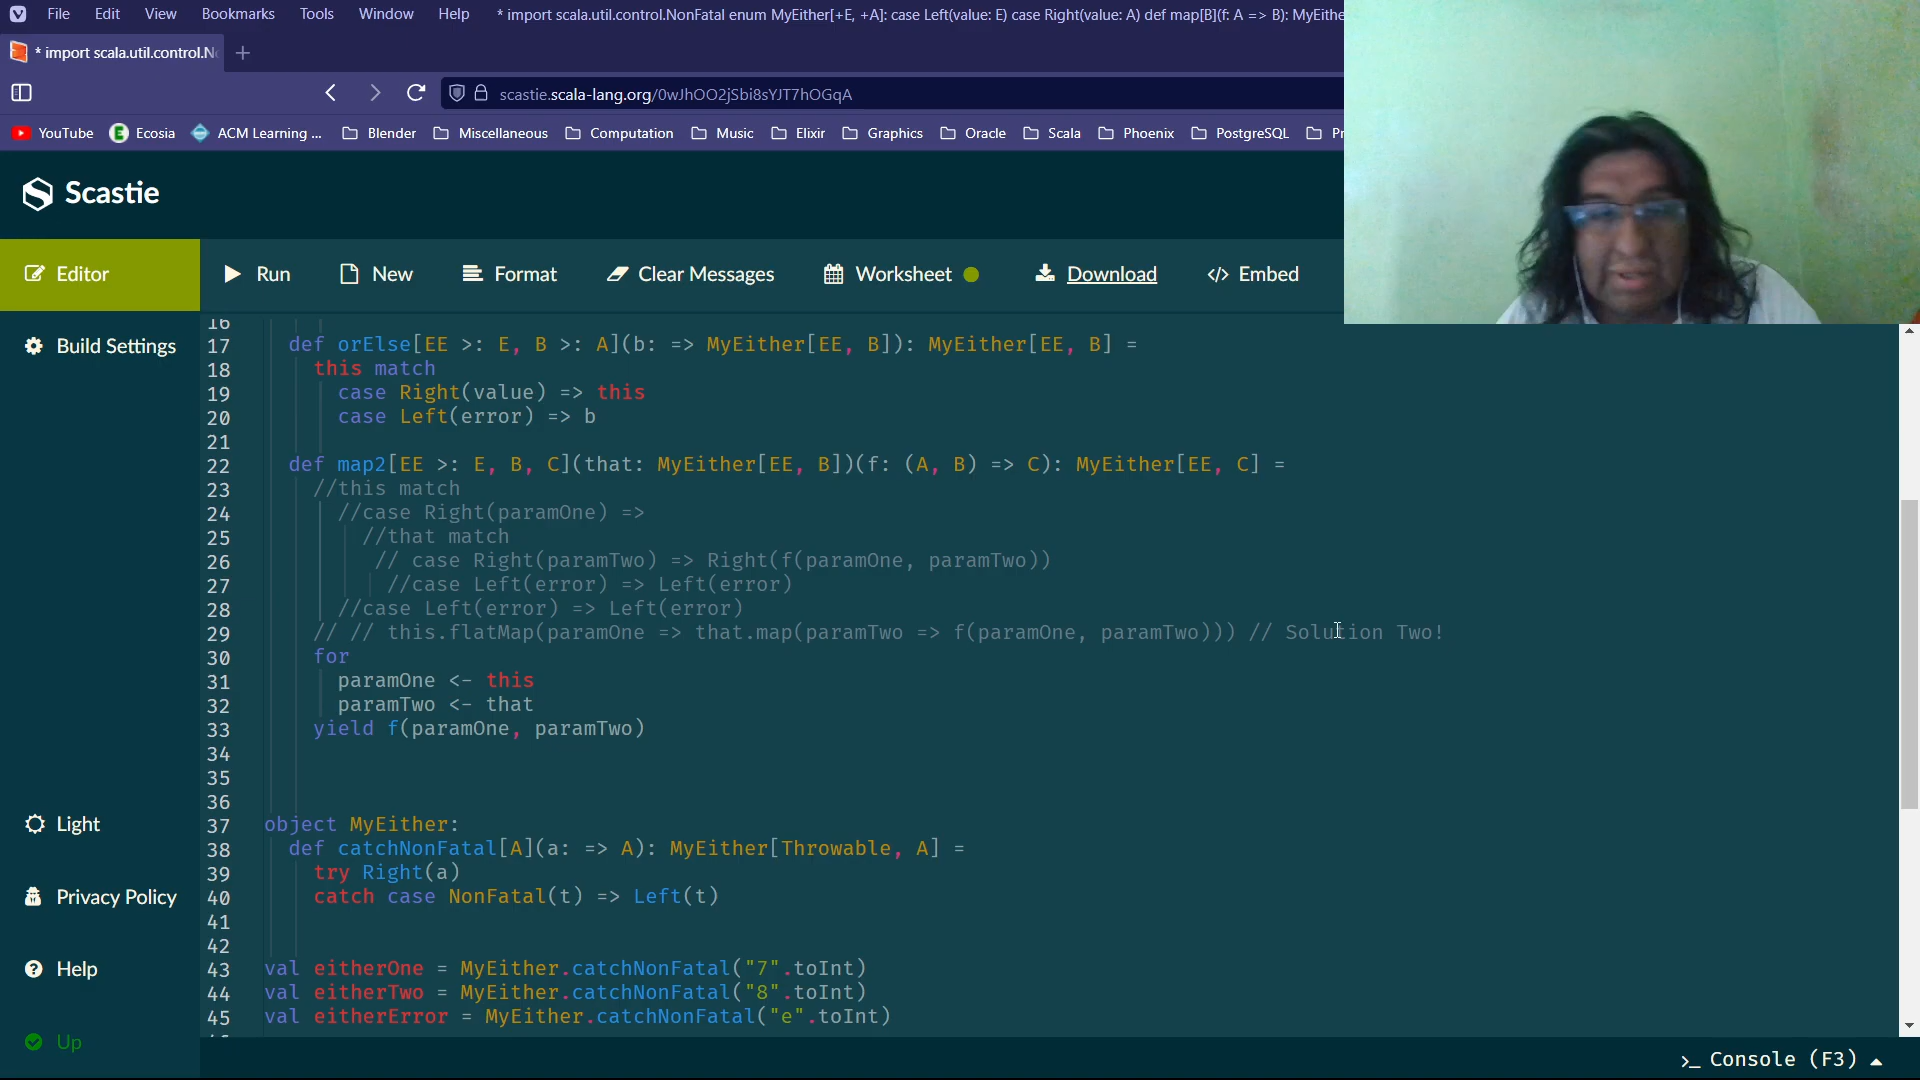 File Edit View Bookmarks Tools Window Help * import scala.util.control.NonFatal enum MyEither[+E, +A]: case Left(value: E) case Right(value: A) def map[B](f: A => B): MyEithe
* import scala.util.control.N
scastie.scala-lang.org/0wJhOO2jSbi8sYJT7hOGqA
YouTube Ecosia ACM Learning ... Blender Miscellaneous Computation Music Elixir Graphics Oracle Scala Phoenix PostgreSQL Pr
Scastie
Editor Run New Format Clear Messages Worksheet Download </> Embed
Build Settings
Light
Privacy Policy
Help
Up
16
17 def orElse[EE >: E, B >: A](b: => MyEither[EE, B]): MyEither[EE, B] =
18 this match
19 case Right(value) => this
20 case Left(error) => b
21
22 def map2[EE >: E, B, C](that: MyEither[EE, B])(f: (A, B) => C): MyEither[EE, C] =
23 //this match
24 //case Right(paramOne) =>
25 //that match
26 // case Right(paramTwo) => Right(f(paramOne, paramTwo))
27 //case Left(error) => Left(error)
28 //case Left(error) => Left(error)
29 // // this.flatMap(paramOne => that.map(paramTwo => f(paramOne, paramTwo))) // Solution Two!
30 for
31 paramOne <- this
32 paramTwo <- that
33 yield f(paramOne, paramTwo)
34
35
36
37 object MyEither:
38 def catchNonFatal[A](a: => A): MyEither[Throwable, A] =
39 try Right(a)
40 catch case NonFatal(t) => Left(t)
41
42
43 val eitherOne = MyEither.catchNonFatal("7".toInt)
44 val eitherTwo = MyEither.catchNonFatal("8".toInt)
45 val eitherError = MyEither.catchNonFatal("e".toInt)
>_ Console (F3)